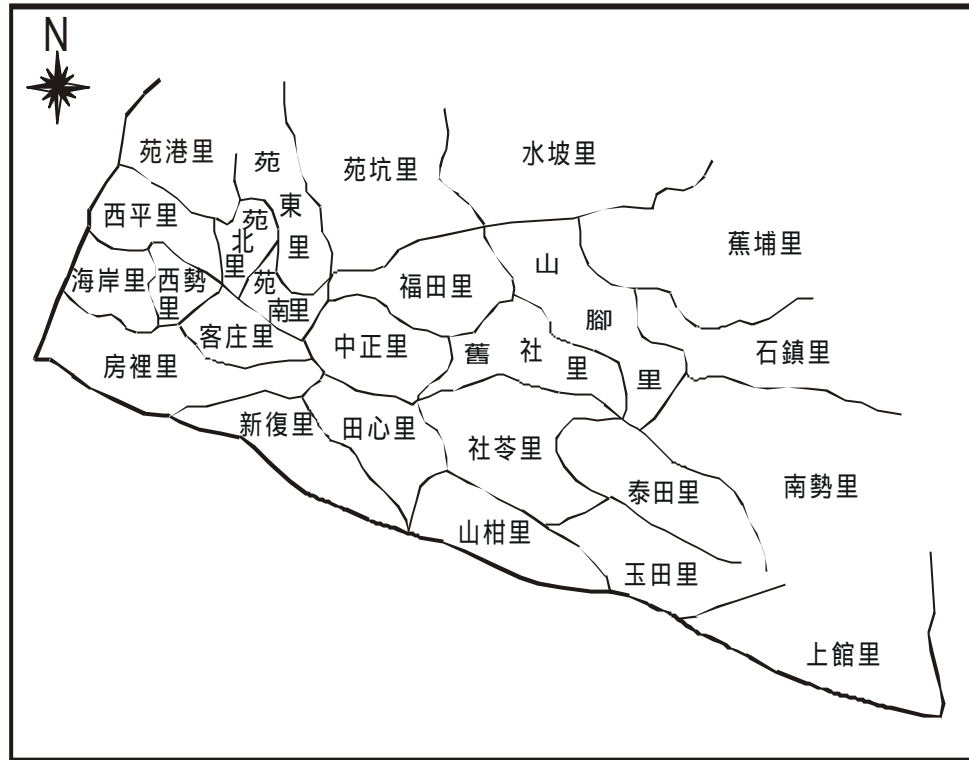 N
苑港里
苑東里
苑坑里
水坡里
西平里
苑北里
蕉埔里
海岸里
西勢里
苑南里
福田里
山腳里
客庄里
中正里
舊社里
石鎮里
房裡里
新復里
田心里
社苓里
泰田里
南勢里
山柑里
玉田里
上館里